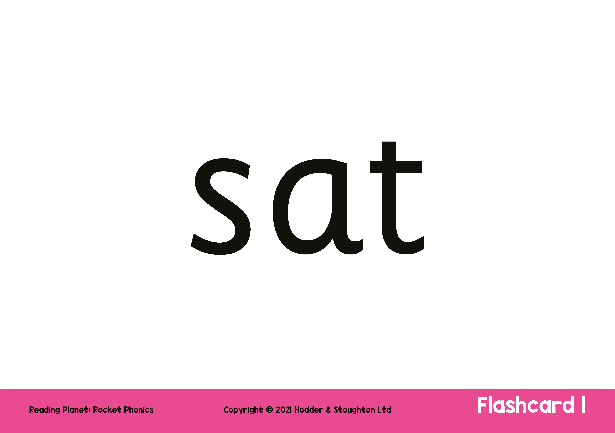 sat
Reading Planet: Rocket Phonics Copyright © 2021 Hodder & Stoughton Ltd Flashcard 1